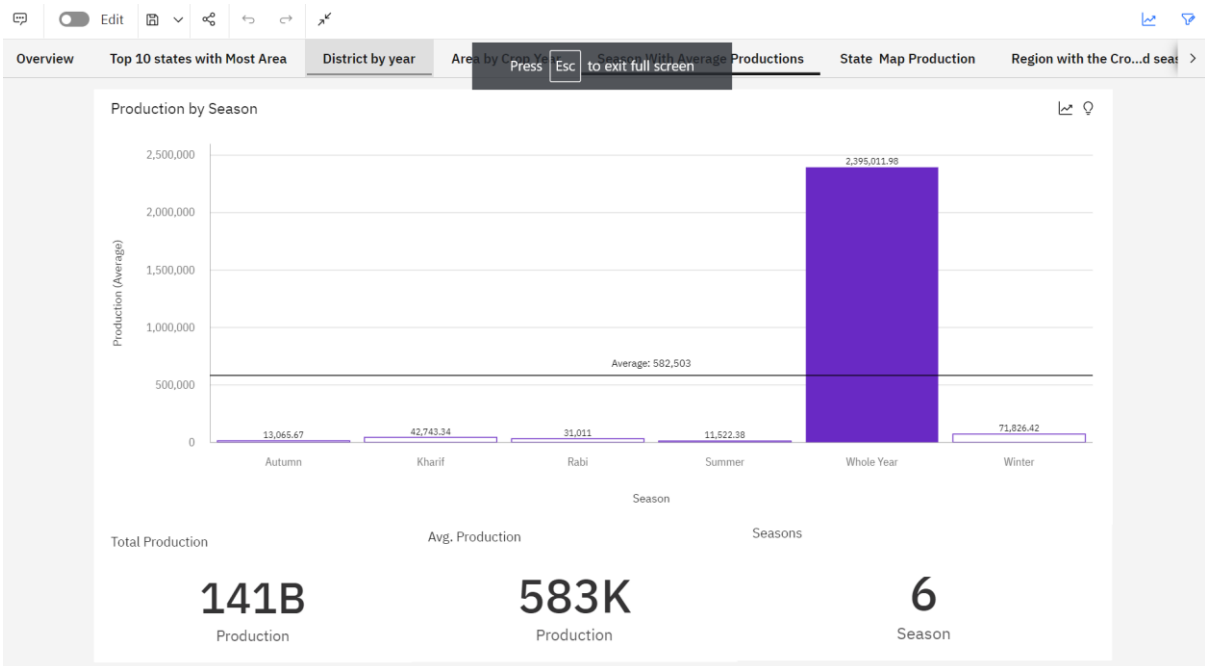 Edit
Overview
Top 10 states with Most Area
District by year
Area by Crop Year
Season With Average Productions
State Map Production
Region with the Cro...d seas
Press Esc to exit full screen
Production by Season
Production (Average)
2,500,000
2,000,000
1,500,000
1,000,000
500,000
0
2,395,011.98
Average: 582,503
13,065.67
42,743.34
31,011
11,522.38
71,826.42
Autumn
Kharif
Rabi
Summer
Whole Year
Winter
Season
Total Production
Avg. Production
Seasons
141B
583K
6
Production
Production
Season